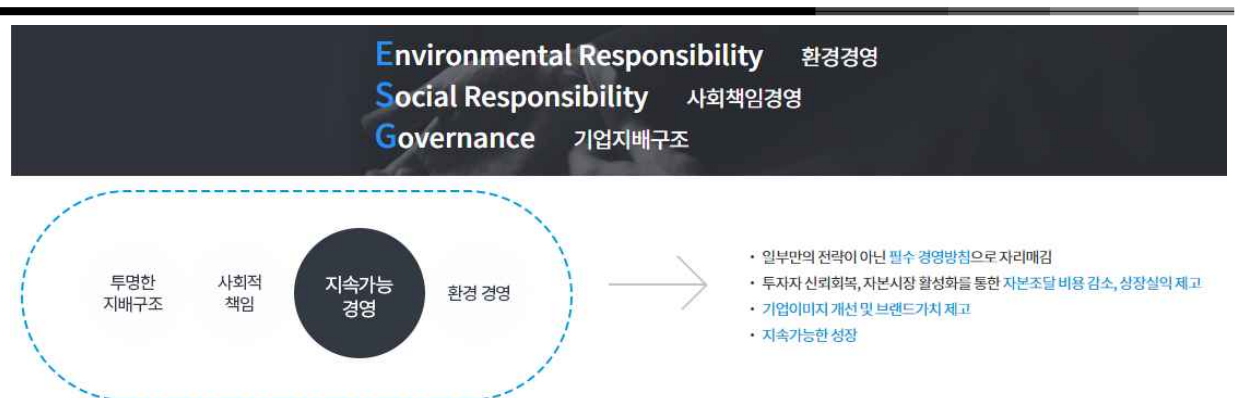 Environmental Responsibility 환경경영
Social Responsibility 사회책임경영
Governance 기업지배구조
투명한
지배구조
사회적
책임
지속가능
경영
환경 경영
• 일부만의 전략이 아닌 필수 경영방침으로 자리매김
• 투자자 신뢰회복, 자본시장 활성화를 통한 자본조달 비용 감소, 상장실익 제고
• 기업이미지 개선 및 브랜드가치 제고
• 지속가능한 성장